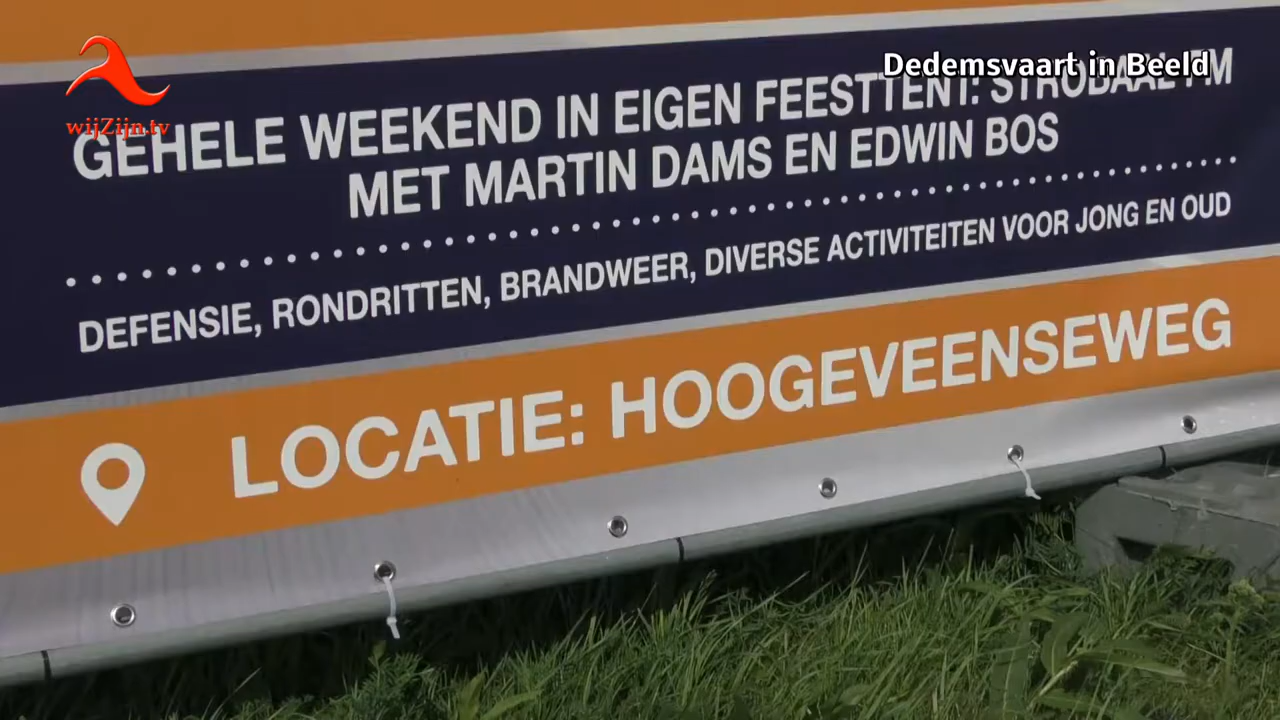 Dedemsvaart in Beeld
wijZijn.tv
GEHELE WEEKEND IN EIGEN FEESTTENT: STROBAAL FM
MET MARTIN DAMS EN EDWIN BOS
DEFENSIE, RONDRITTEN, BRANDWEER, DIVERSE ACTIVITEITEN VOOR JONG EN OUD
LOCATIE: HOOGEVEENSEWEG